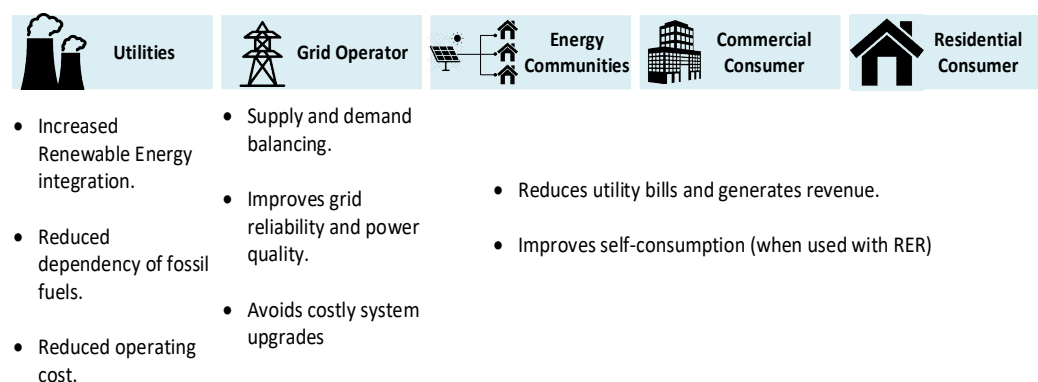 Utilities
Grid Operator
Energy
Communities
Commercial
Consumer
Residential
Consumer
• Increased
Renewable Energy
integration.
• Reduced
dependency of fossil
fuels.
• Reduced operating
cost.
• Supply and demand
balancing.
• Improves grid
reliability and power
quality.
• Avoids costly system
upgrades
• Reduces utility bills and generates revenue.
• Improves self-consumption (when used with RER)